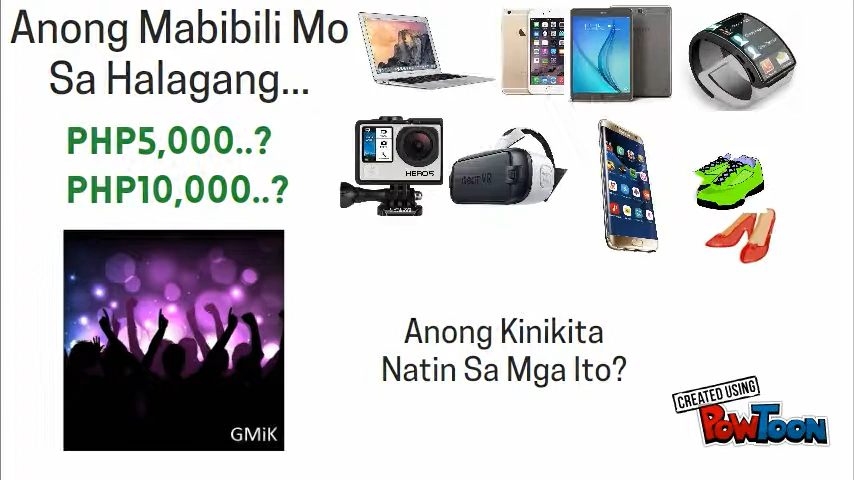 Anong Mabibili Mo
Sa Halagang...
PHP5,000..?
PHP10,000..?
HERO5
GMiK
Anong Kinikita
Natin Sa Mga Ito?
CREATED USING
POWTOON